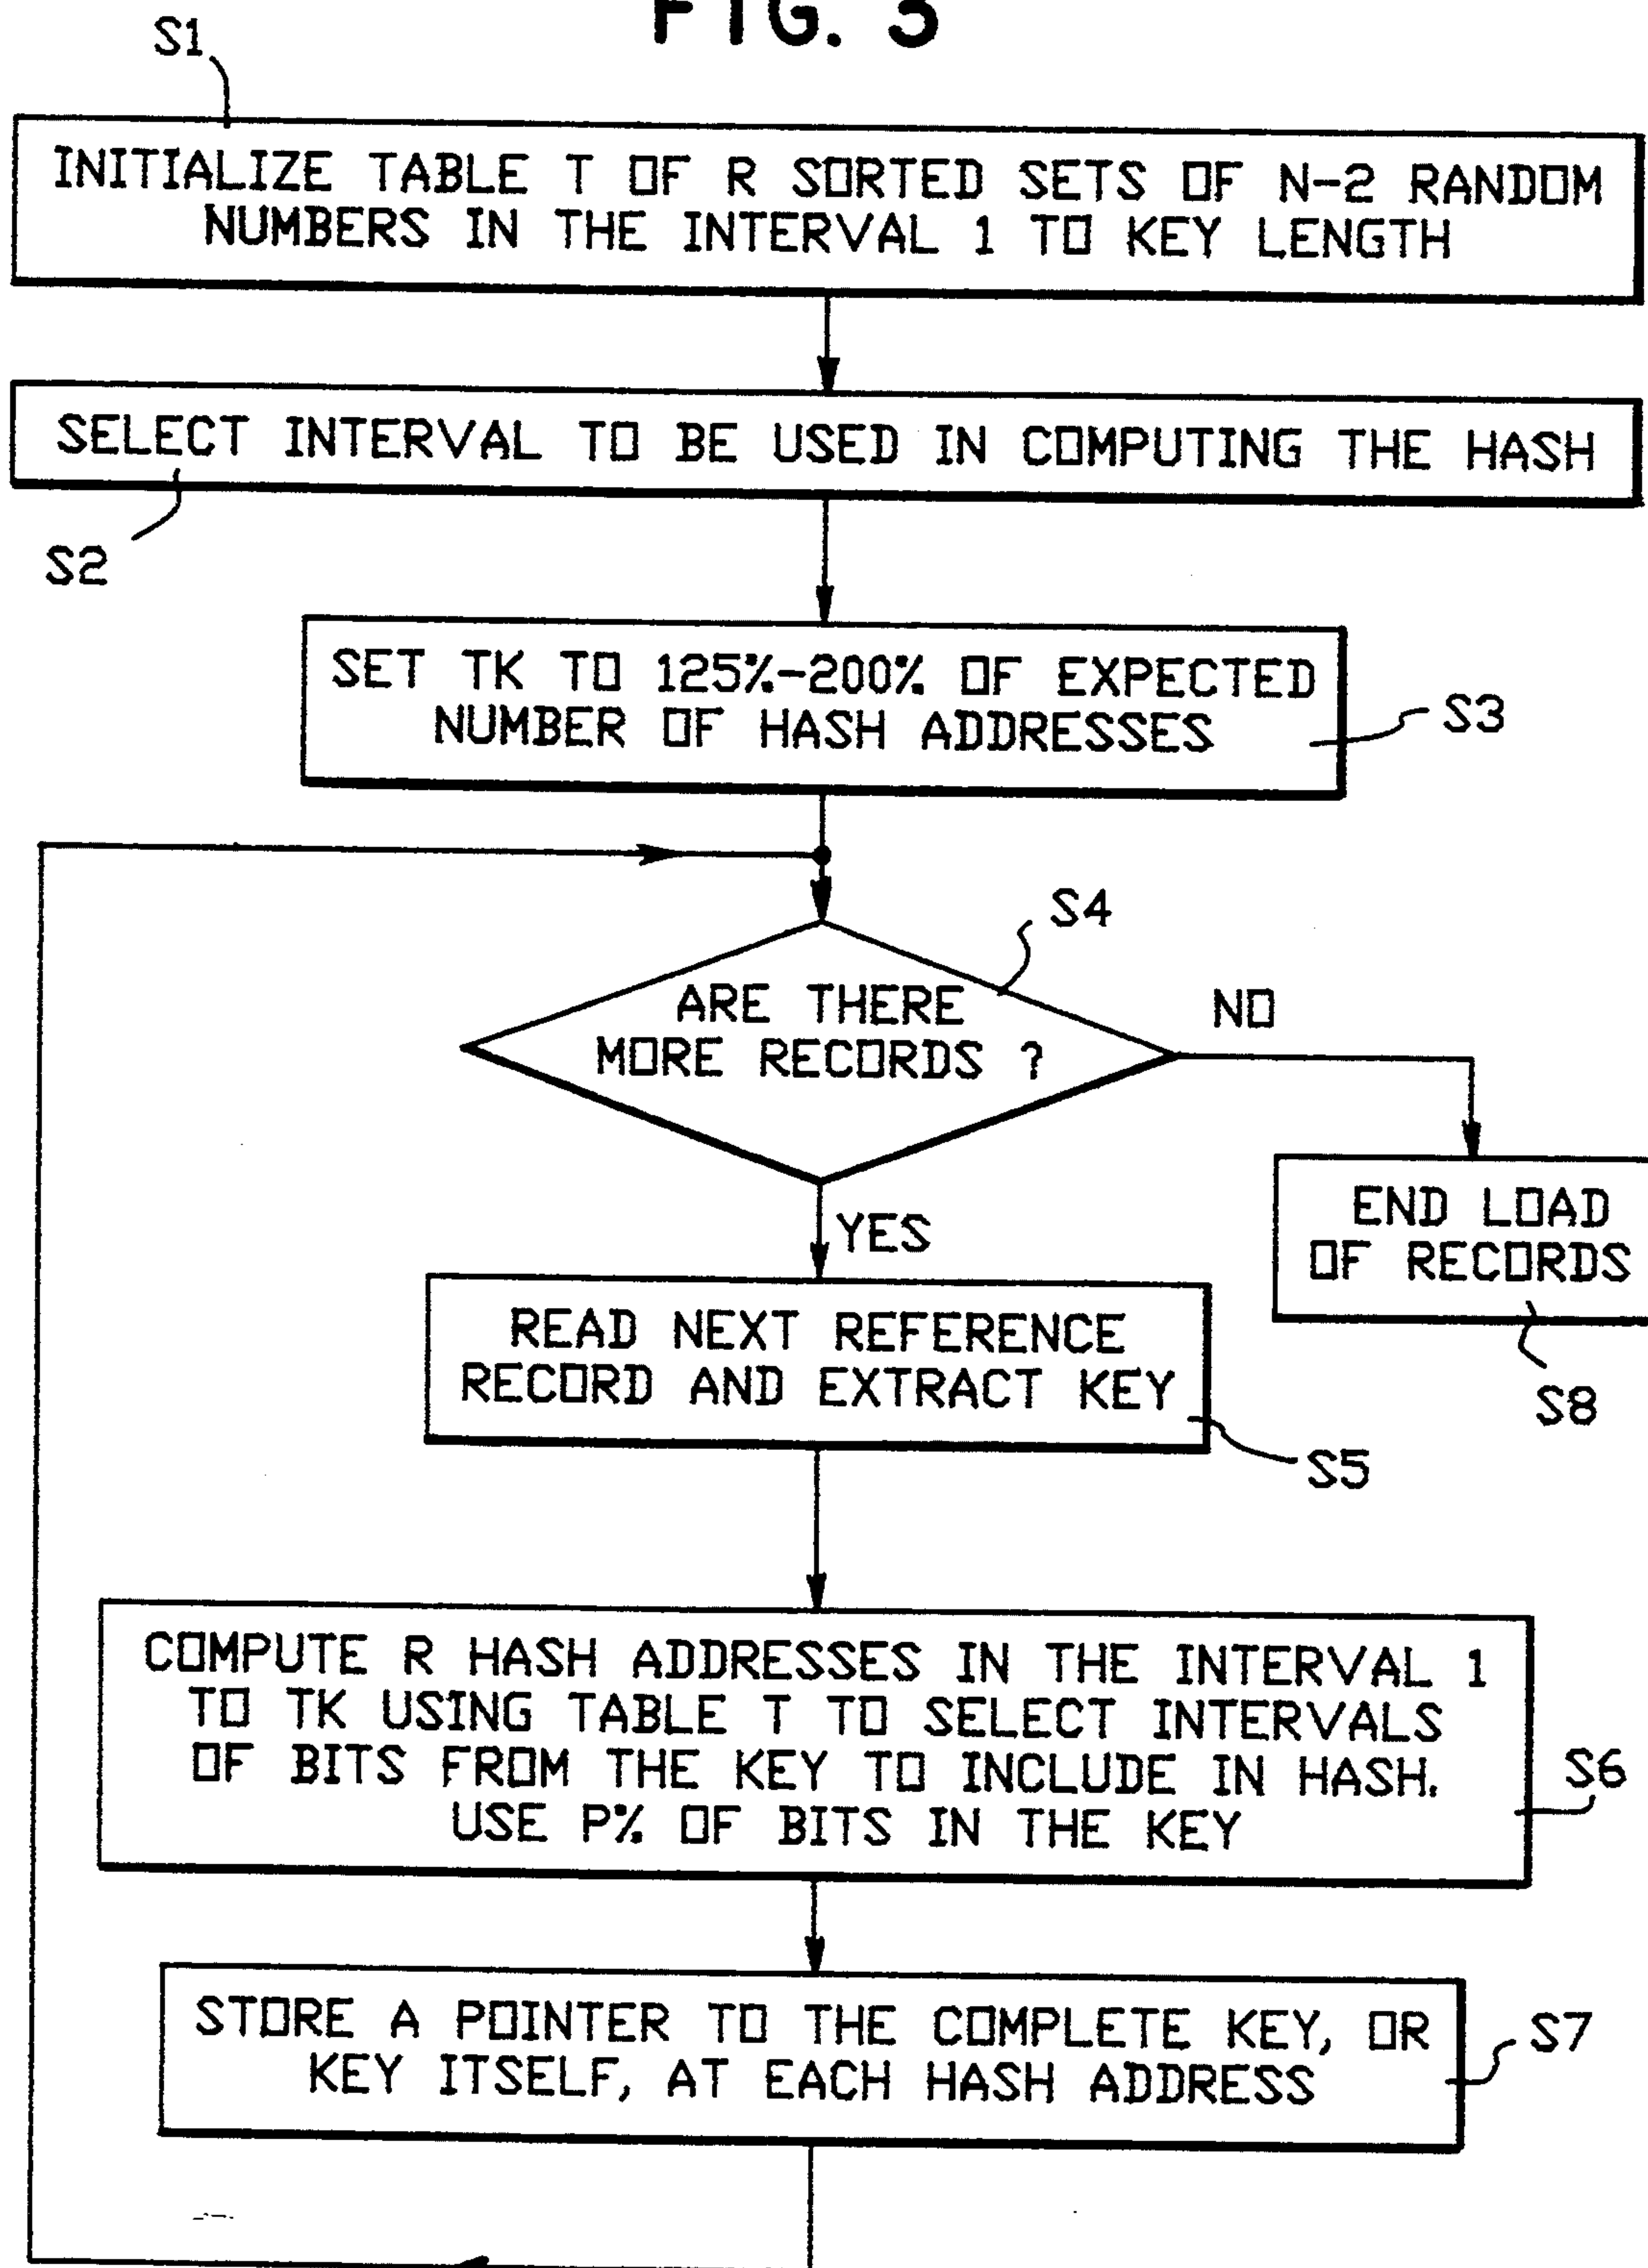 FIG. 3
S1
INITIALIZE TABLE T OF R SORTED SETS OF N-2 RANDOM
NUMBERS IN THE INTERVAL 1 TO KEY LENGTH
SELECT INTERVAL TO BE USED IN COMPUTING THE HASH
S2
SET TK TO 125%-200% OF EXPECTED
NUMBER OF HASH ADDRESSES
S3
S4
ARE THERE
MORE RECORDS ?
NO
YES
END LOAD
OF RECORDS
S8
READ NEXT REFERENCE
RECORD AND EXTRACT KEY
S5
COMPUTE R HASH ADDRESSES IN THE INTERVAL 1
TO TK USING TABLE T TO SELECT INTERVALS
OF BITS FROM THE KEY TO INCLUDE IN HASH.
USE P% OF BITS IN THE KEY
S6
STORE A POINTER TO THE COMPLETE KEY, OR
KEY ITSELF, AT EACH HASH ADDRESS
S7